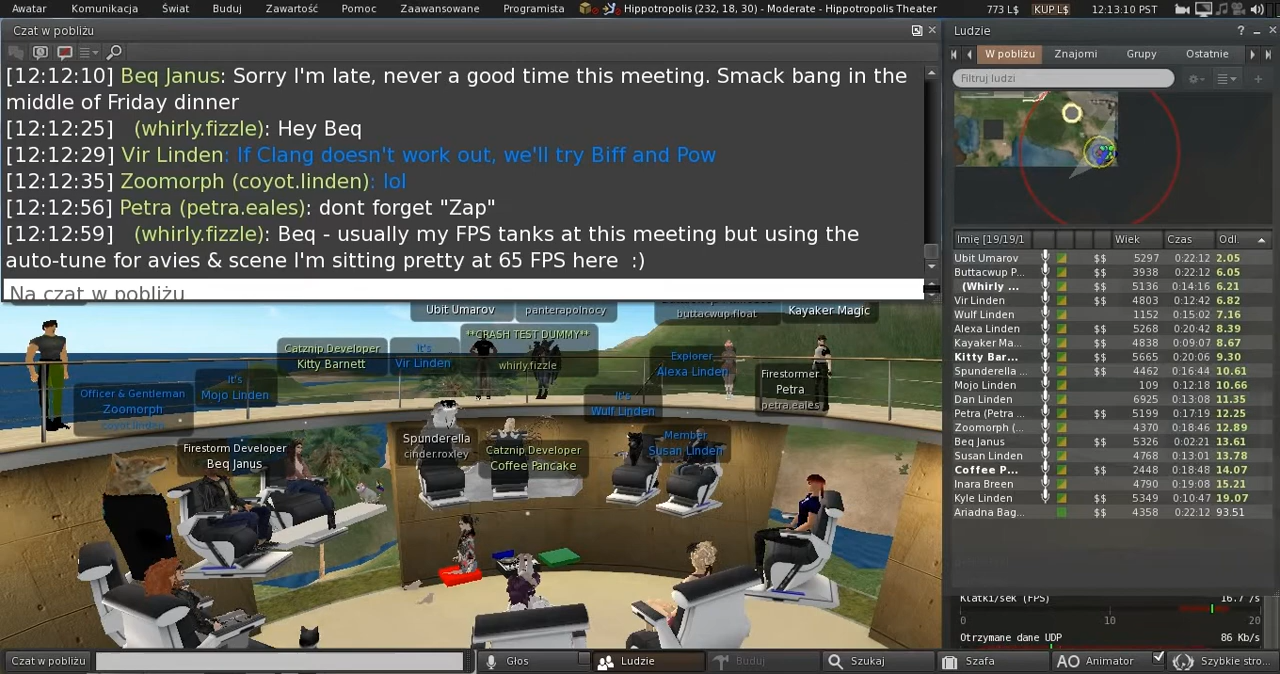 Awatar Komunikacja Świat Buduj Zawartość Pomoc Zaawansowane Programista Hippotropolis (232, 18, 30) - Moderate - Hippotropolis Theater 773 L$ KUP L$ 12:13:10 PST
Czat w pobliżu
[12:12:10] Beq Janus: Sorry I'm late, never a good time this meeting. Smack bang in the
middle of Friday dinner
[12:12:25] (whirly.fizzle): Hey Beq
[12:12:29] Vir Linden: If Clang doesn't work out, we'll try Biff and Pow
[12:12:35] Zoomorph (coyot.linden): lol
[12:12:56] Petra (petra.eales): dont forget "Zap"
[12:12:59] (whirly.fizzle): Beq - usually my FPS tanks at this meeting but using the
auto-tune for avies & scene I'm sitting pretty at 65 FPS here :)
Na czat w pobliżu
Ludzie
W pobliżu Znajomi Grupy Ostatnie
Filtruj ludzi
Imię [19/19/1 Wiek Czas Odl.
Ubit Umarov $$ 5297 0:22:12 2.05
Buttacwup P... $$ 3938 0:22:12 6.05
(Whirly ... $$ 5136 0:14:16 6.21
Vir Linden $$ 4803 0:12:42 6.82
Wulf Linden 1152 0:15:02 7.16
Alexa Linden $$ 5268 0:20:42 8.39
Kayaker Ma... $$ 4838 0:09:07 8.67
Kitty Bar... $$ 5665 0:20:06 9.30
Spunderella ... $$ 4462 0:16:44 10.61
Mojo Linden 109 0:12:18 10.66
Dan Linden 6925 0:13:08 11.35
Petra (Petra ... $$ 5199 0:17:19 12.25
Zoomorph (... 4370 0:18:46 12.89
Beq Janus $$ 5326 0:02:21 13.61
Susan Linden 4768 0:13:01 13.78
Coffee P... $$ 2448 0:18:48 14.07
Inara Breen 4790 0:19:08 15.21
Kyle Linden $$ 5349 0:10:47 19.07
Ariadna Bag... $$ 4358 0:22:12 93.51
Klatki/sek (FPS) 16.7 /s
0 10 20
Otrzymane dane UDP 86 Kb/s
Ubit Umarov
panterapolnocy
buttacwup.float
Kayaker Magic
**CRASH TEST DUMMY**
whirly.fizzle
Catznip Developer
Kitty Barnett
It's
Vir Linden
Explorer
Alexa Linden
Firestormer
Petra
petra.eales
It's
Mojo Linden
Officer & Gentleman
Zoomorph
coyot.linden
It's
Wulf Linden
Firestorm Developer
Beq Janus
Spunderella
cinder.roxley
Catznip Developer
Coffee Pancake
Member
Susan Linden
Czat w pobliżu Głos Ludzie Buduj Szukaj Szafa AO Animator Szybkie stro...